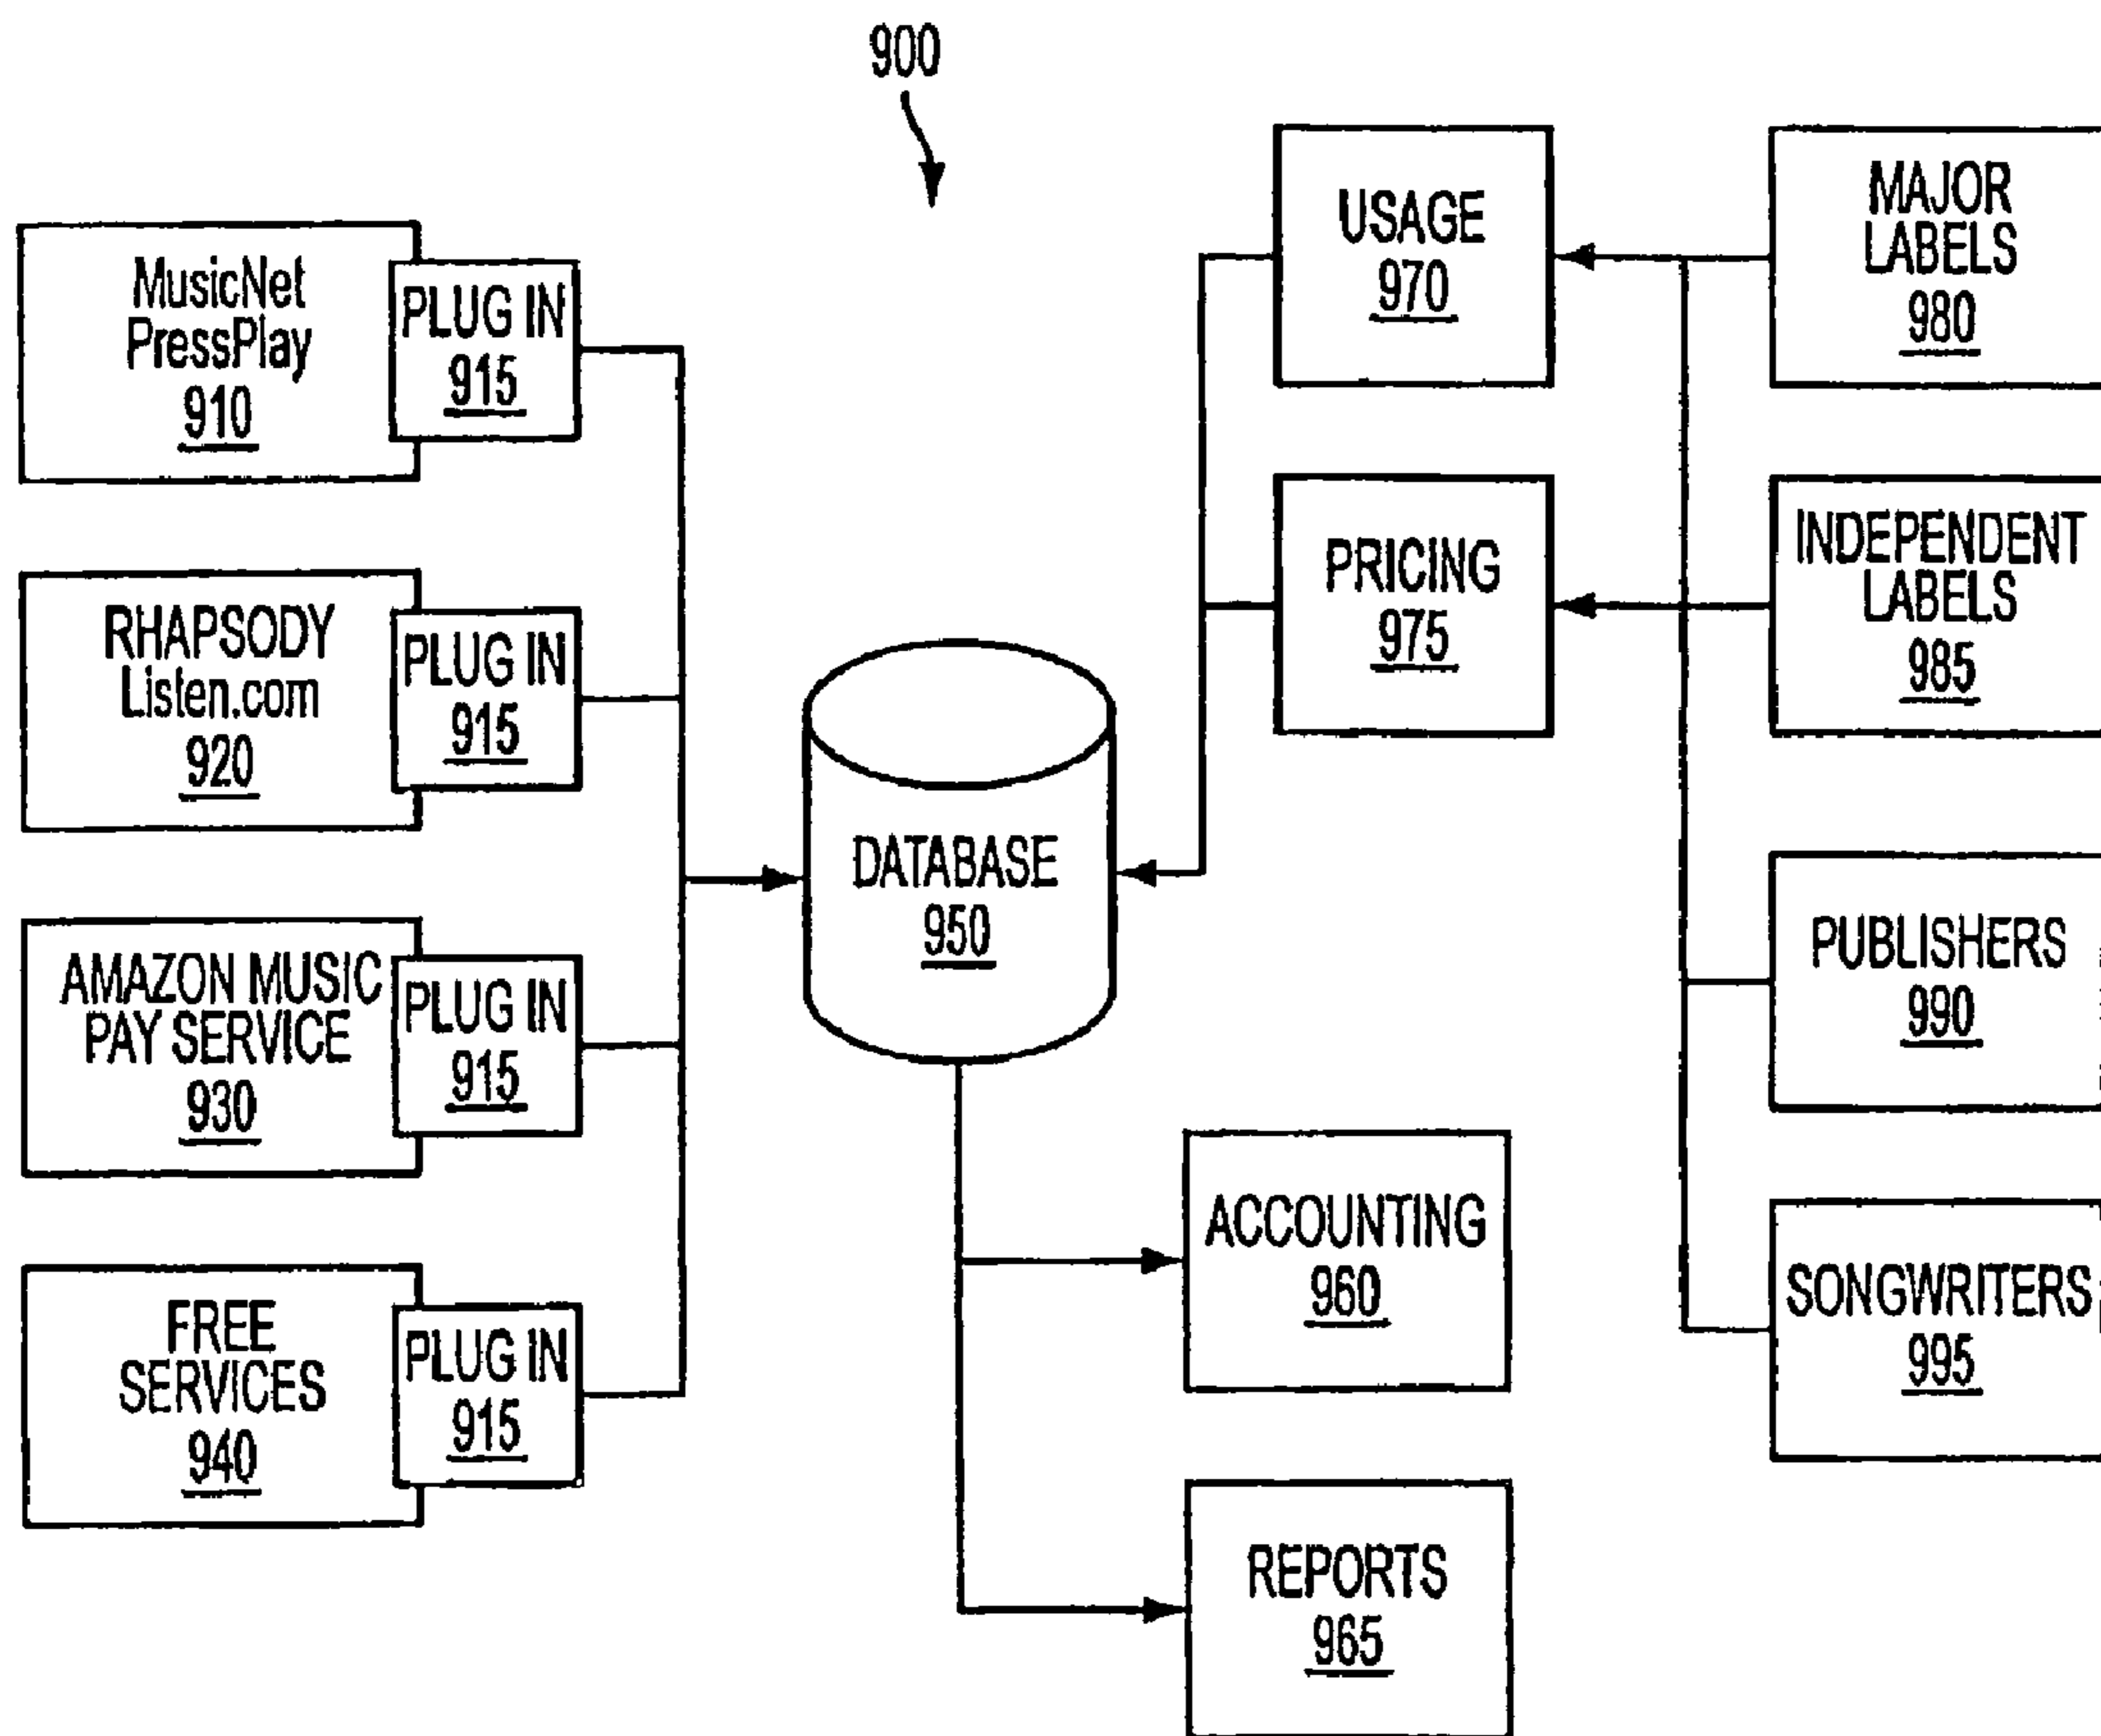 900
MusicNet
PressPlay
910
PLUG IN
915
RHAPSODY
Listen.com
920
PLUG IN
915
AMAZON MUSIC
PAY SERVICE
930
PLUG IN
915
FREE
SERVICES
940
PLUG IN
915
DATABASE
950
USAGE
970
PRICING
975
ACCOUNTING
960
REPORTS
965
MAJOR
LABELS
980
INDEPENDENT
LABELS
985
PUBLISHERS
990
SONGWRITERS
995